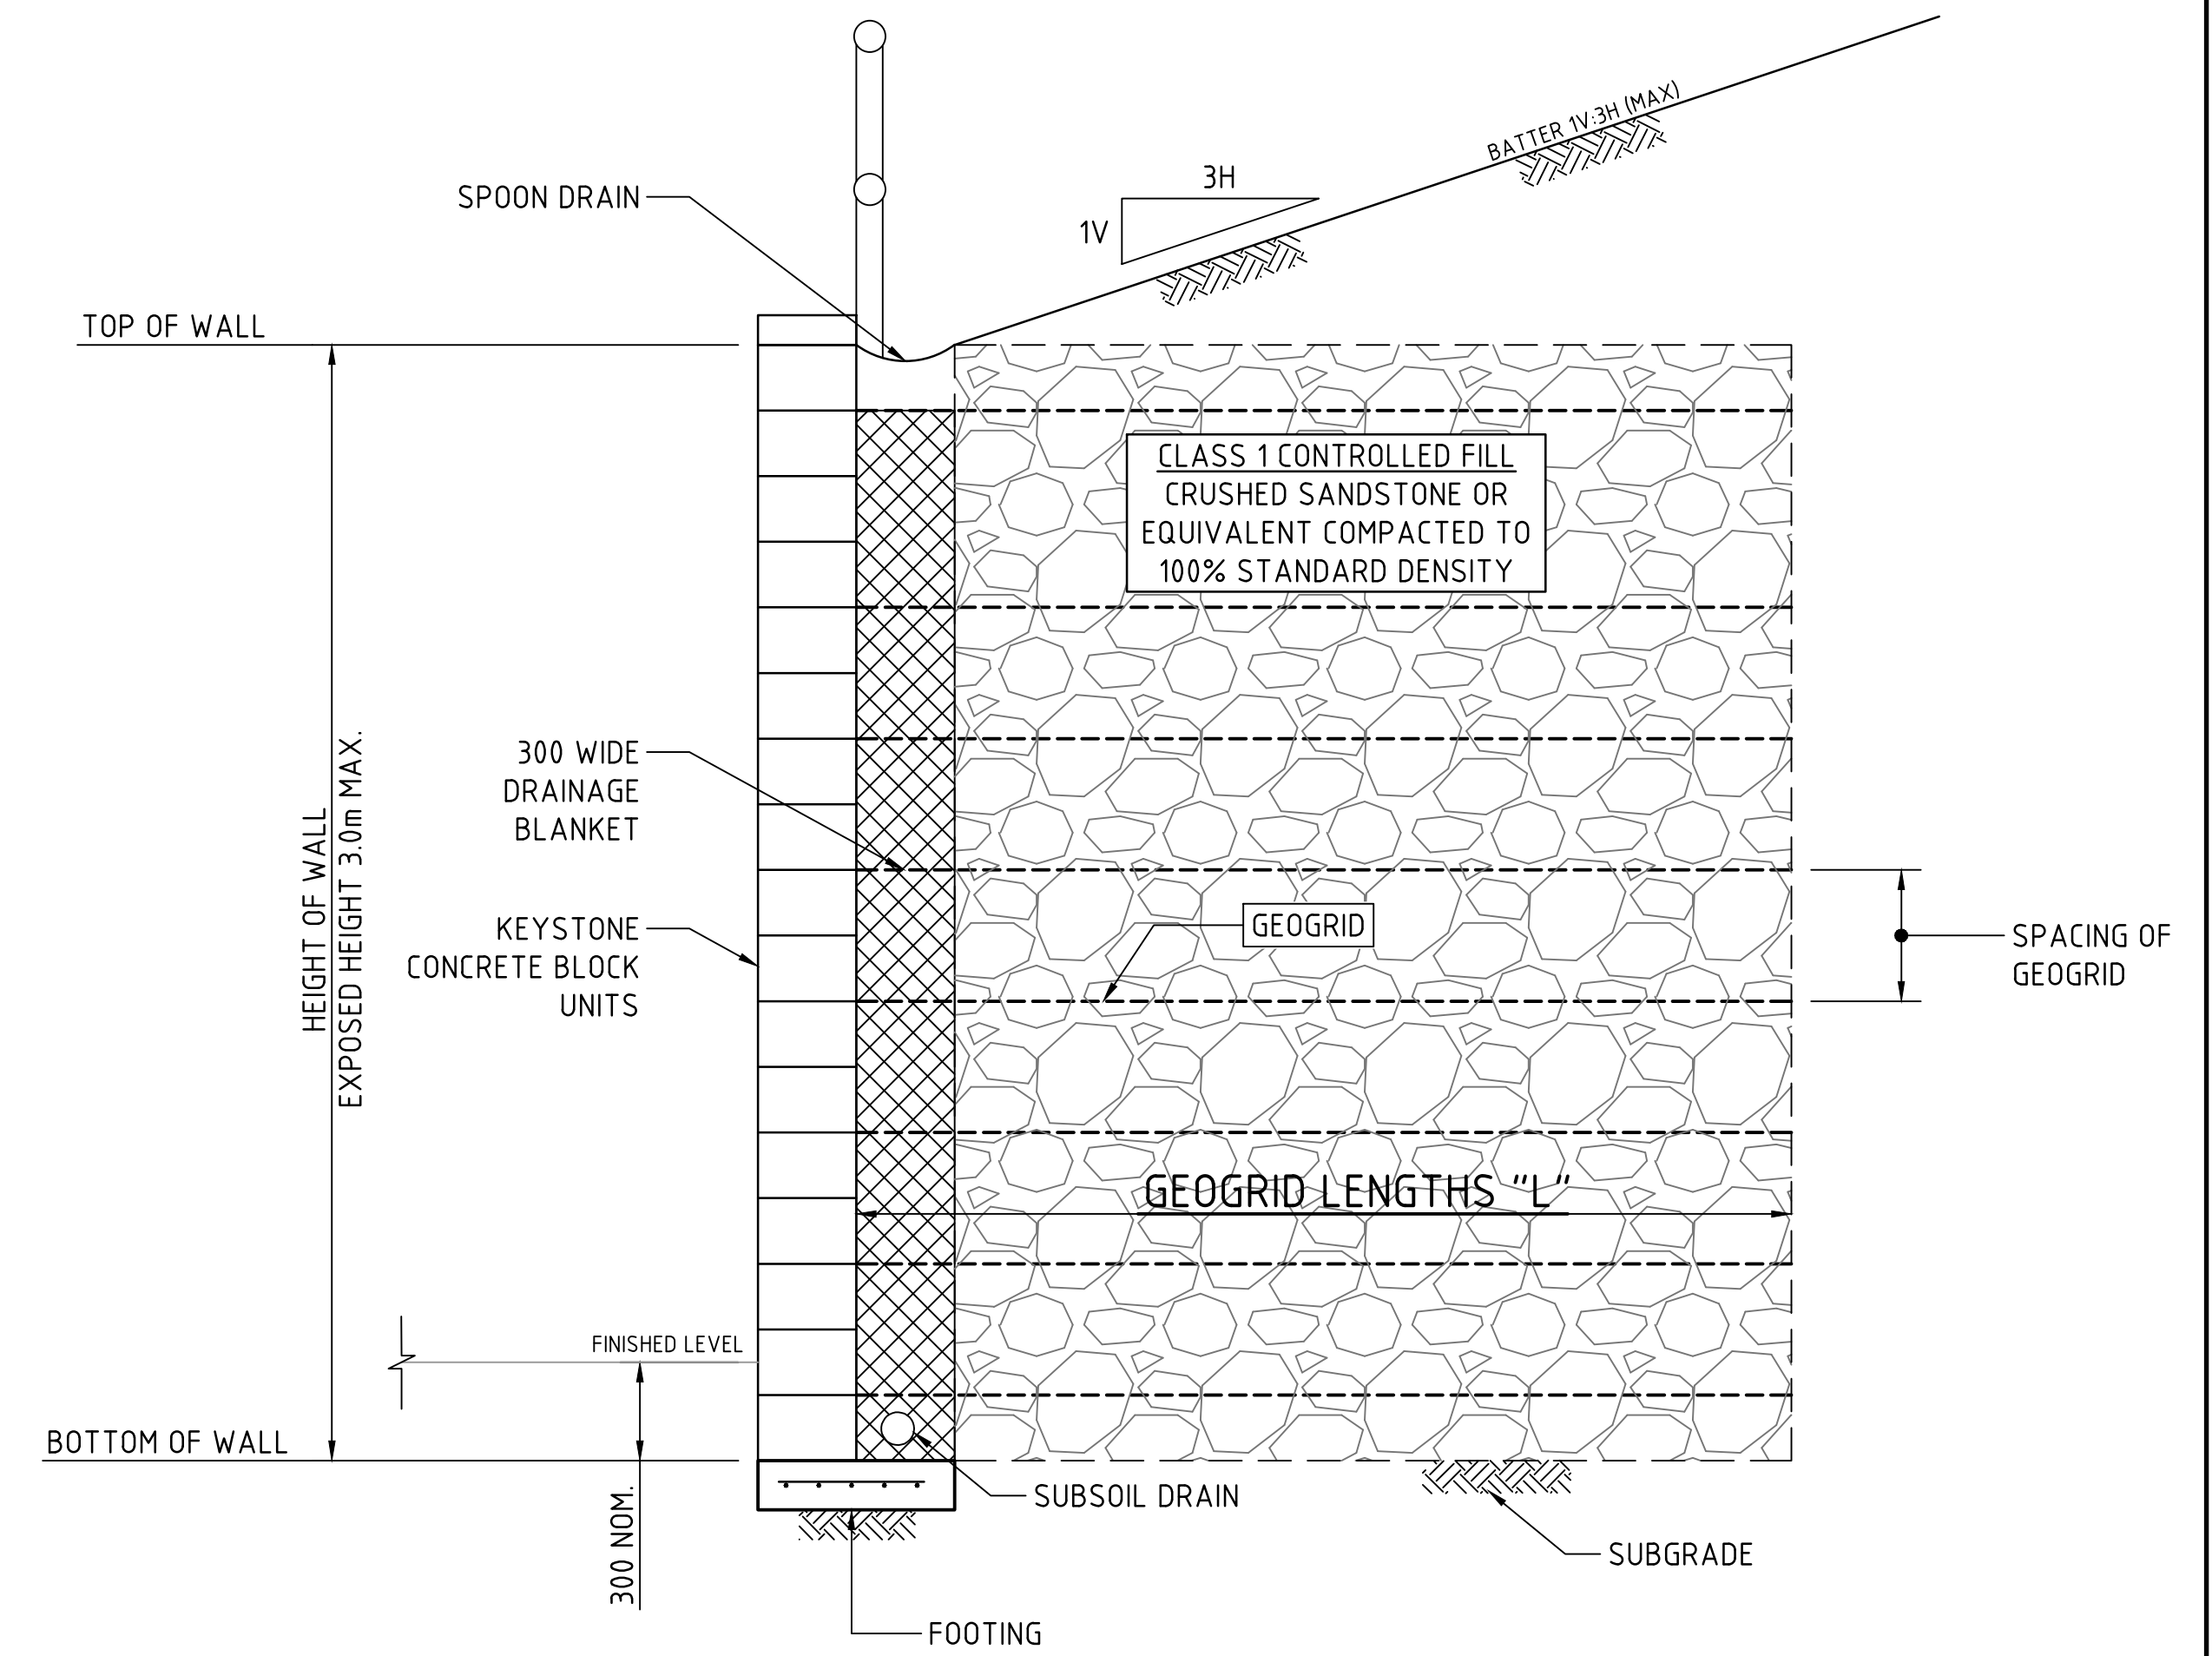 BATTER 1V:3H (MAX)
3H
1V
SPOON DRAIN
TOP OF WALL
CLASS 1 CONTROLLED FILL
CRUSHED SANDSTONE OR
EQUIVALENT COMPACTED TO
100% STANDARD DENSITY
300 WIDE
DRAINAGE
BLANKET
HEIGHT OF WALL
EXPOSED HEIGHT 3.0m MAX.
KEYSTONE
CONCRETE BLOCK
UNITS
GEOGRID
SPACING OF
GEOGRID
GEOGRID LENGTHS "L"
FINISHED LEVEL
BOTTOM OF WALL
300 NOM.
SUBSOIL DRAIN
SUBGRADE
FOOTING